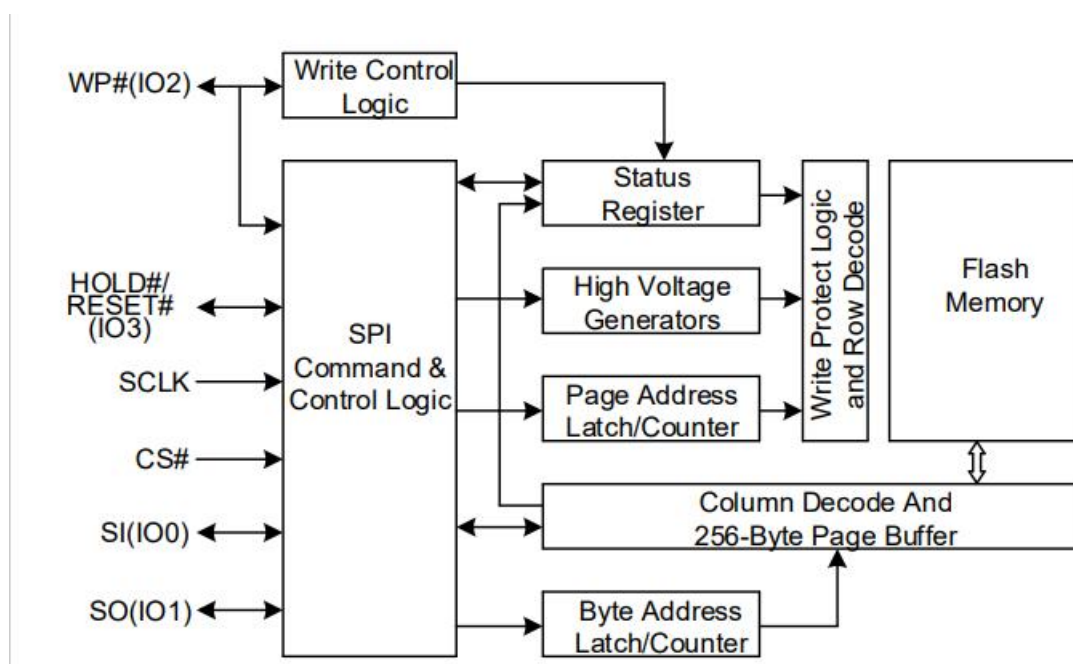 WP#(IO2)
Write Control
Logic
HOLD#/
RESET#
(IO3)
SCLK
CS#
SI(IO0)
SO(IO1)
SPI
Command &
Control Logic
Status
Register
High Voltage
Generators
Page Address
Latch/Counter
Write Protect Logic
and Row Decode
Flash
Memory
Column Decode And
256-Byte Page Buffer
Byte Address
Latch/Counter